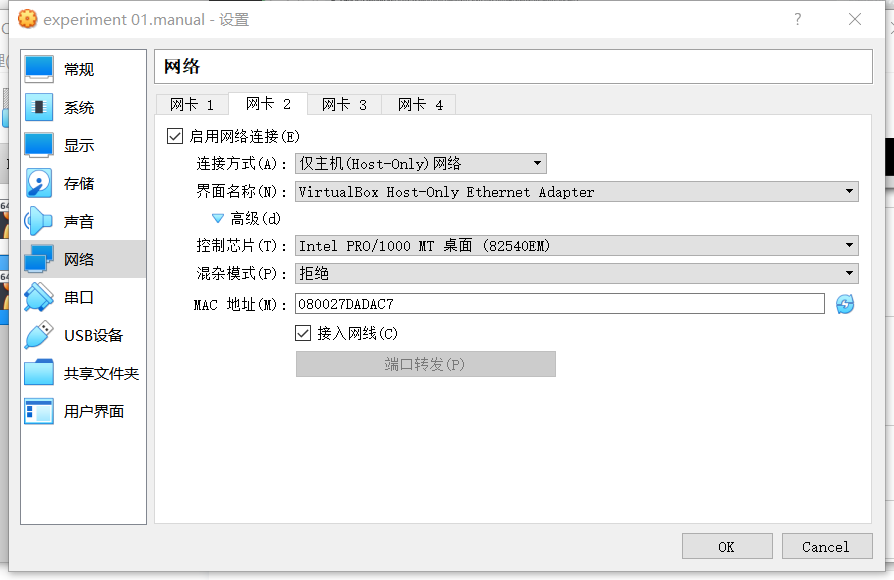 experiment 01.manual - 设置
?
常规
系统
显示
存储
声音
网络
串口
USB设备
共享文件夹
用户界面
网络
网卡 1 网卡 2 网卡 3 网卡 4
启用网络连接(E)
连接方式(A): 仅主机(Host-Only)网络
界面名称(N): VirtualBox Host-Only Ethernet Adapter
高级(d)
控制芯片(T): Intel PRO/1000 MT 桌面 (82540EM)
混杂模式(P): 拒绝
MAC 地址(M): 080027DADAC7
接入网线(C)
端口转发(P)
OK Cancel